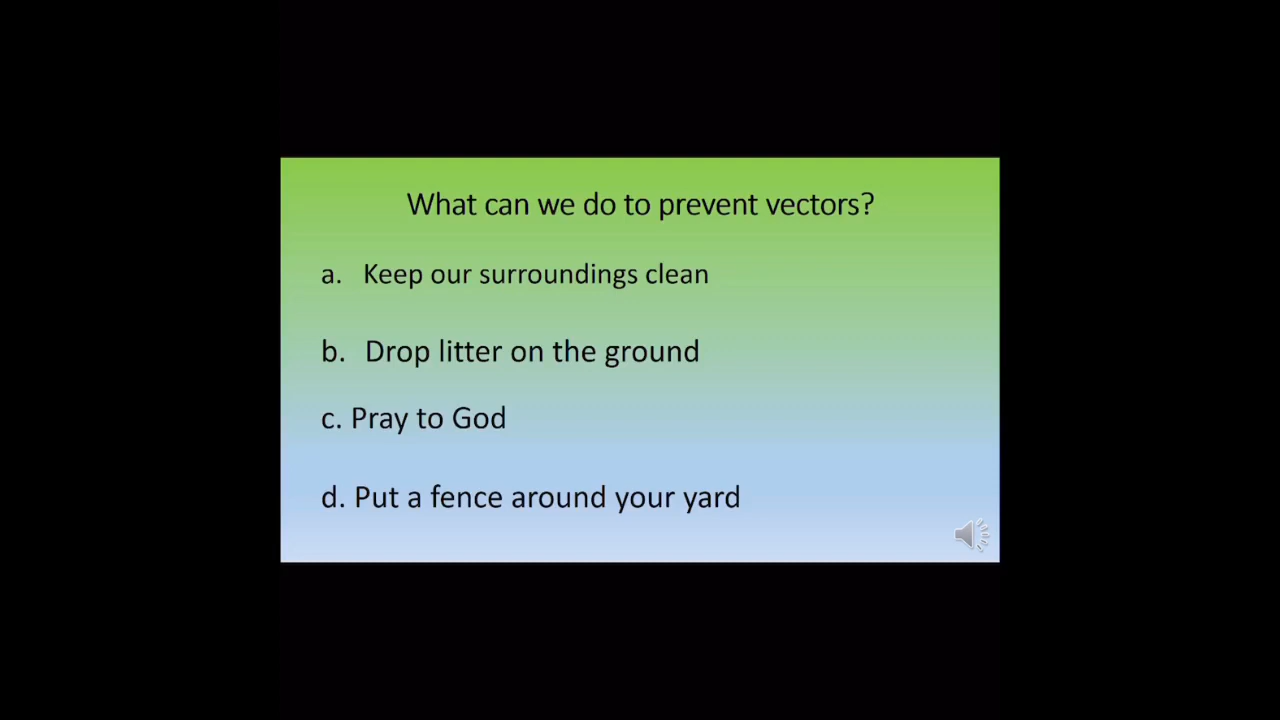 What can we do to prevent vectors?
a. Keep our surroundings clean
b. Drop litter on the ground
c. Pray to God
d. Put a fence around your yard